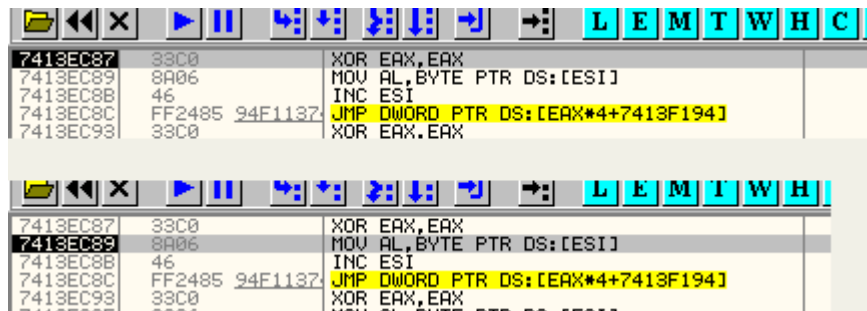 L E M T W H C
7413EC87 33C0 XOR EAX,EAX
7413EC89 8A06 MOV AL,BYTE PTR DS:[ESI]
7413EC8B 46 INC ESI
7413EC8C FF2485 94F1137 JMP DWORD PTR DS:[EAX*4+7413F194]
7413EC93 33C0 XOR EAX,EAX
L E M T W H
7413EC87 33C0 XOR EAX,EAX
7413EC89 8A06 MOV AL,BYTE PTR DS:[ESI]
7413EC8B 46 INC ESI
7413EC8C FF2485 94F1137 JMP DWORD PTR DS:[EAX*4+7413F194]
7413EC93 33C0 XOR EAX,EAX